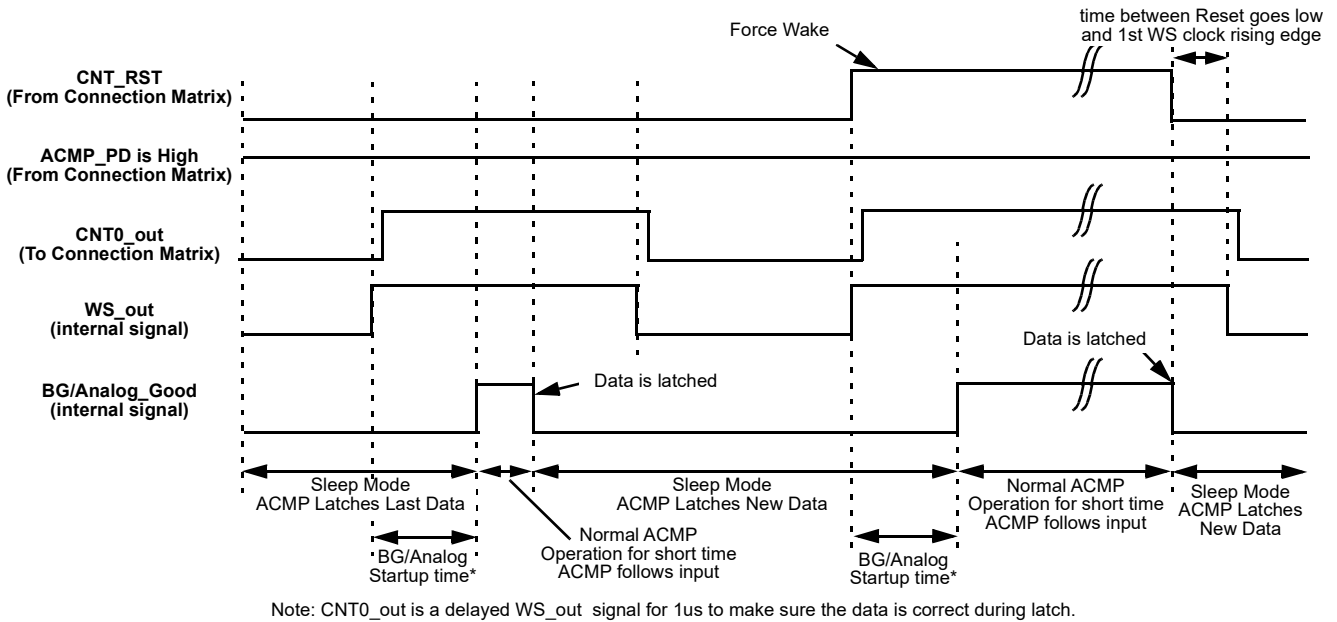 time between Reset goes low
and 1st WS clock rising edge
Force Wake
CNT_RST
(From Connection Matrix)
ACMP_PD is High
(From Connection Matrix)
CNT0_out
(To Connection Matrix)
WS_out
(internal signal)
Data is latched
BG/Analog_Good
(internal signal)
Data is latched
Sleep Mode
ACMP Latches Last Data
Sleep Mode
ACMP Latches New Data
Normal ACMP
Operation for short time
ACMP follows input
Sleep Mode
ACMP Latches
New Data
Normal ACMP
Operation for short time
ACMP follows input
BG/Analog
Startup time*
BG/Analog
Startup time*
Note: CNT0_out is a delayed WS_out signal for 1us to make sure the data is correct during latch.